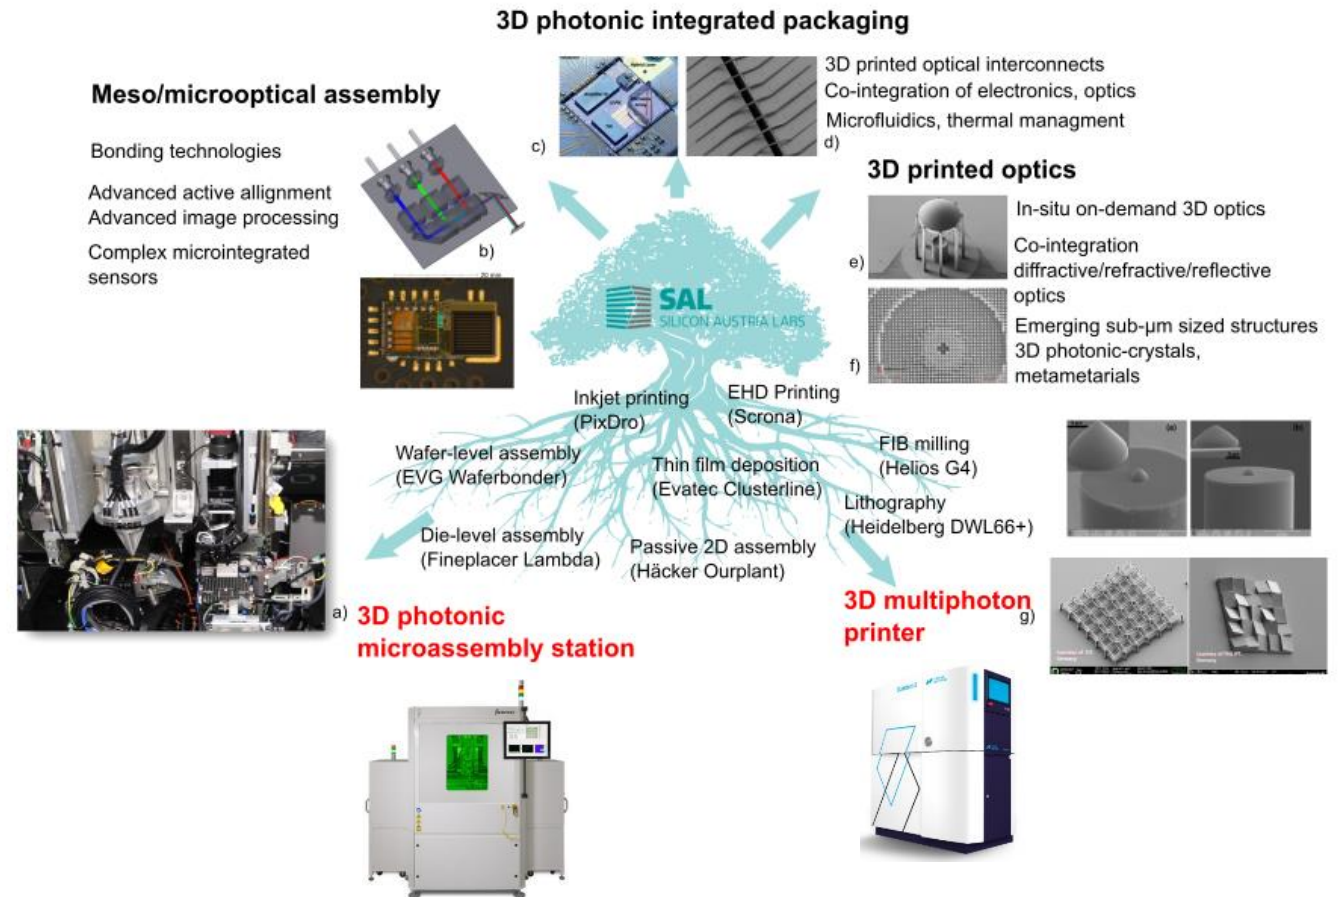 3D photonic integrated packaging
3D printed optical interconnects
Co-integration of electronics, optics
Microfluidics, thermal managment
c)
d)
Meso/microoptical assembly
Bonding technologies
Advanced active allignment
Advanced image processing
Complex microintegrated
sensors
b)
20 mm
3D printed optics
In-situ on-demand 3D optics
e)
Co-integration
diffractive/refractive/reflective
optics
Emerging sub-µm sized structures
f)
3D photonic-crystals,
metametarials
SAL
SILICON AUSTRIA LABS
Inkjet printing
(PixDro)
EHD Printing
(Scrona)
Wafer-level assembly
(EVG Waferbonder)
Thin film deposition
(Evatec Clusterline)
FIB milling
(Helios G4)
Lithography
(Heidelberg DWL66+)
Die-level assembly
(Fineplacer Lambda)
Passive 2D assembly
(Häcker Ourplant)
(a)
(b)
a)
3D photonic
microassembly station
3D multiphoton
printer
g)